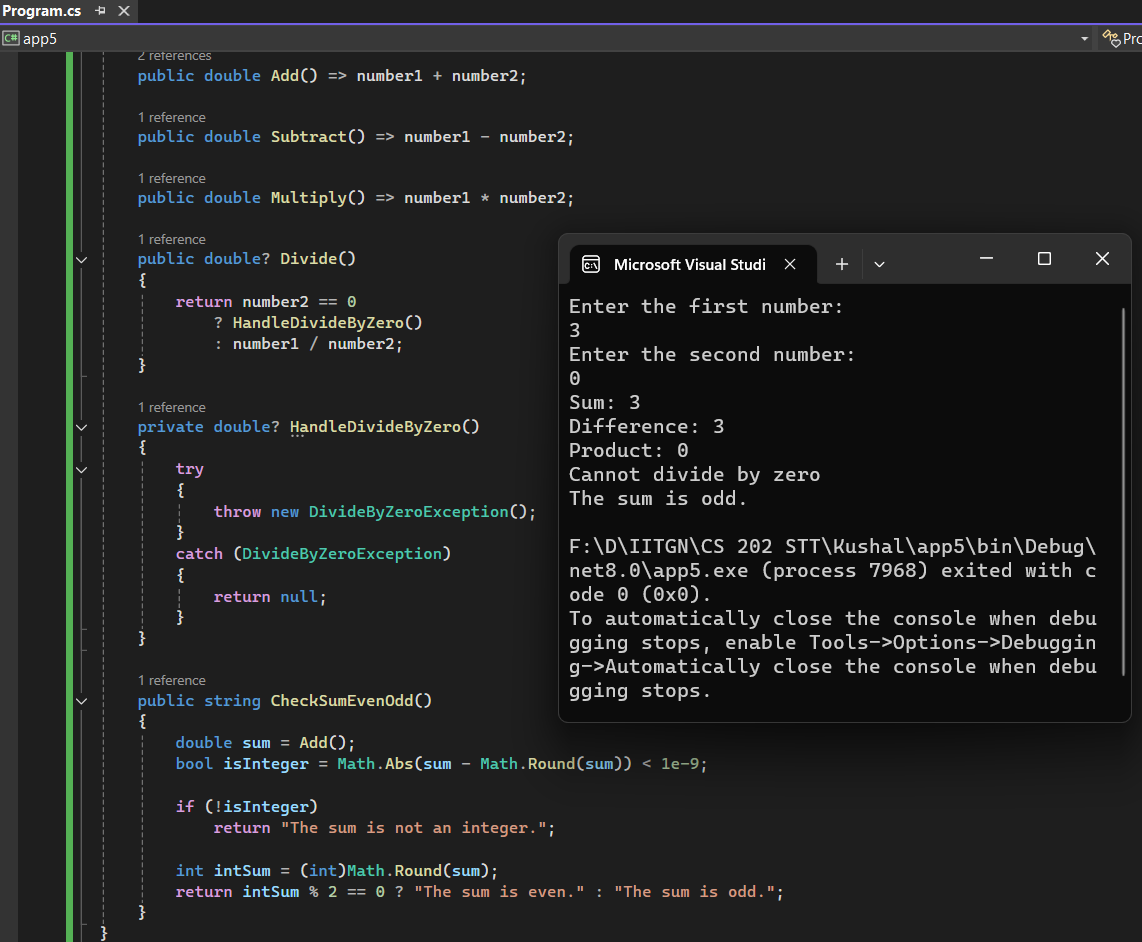 Program.cs
C# app5
Pro
2 references
public double Add() => number1 + number2;
1 reference
public double Subtract() => number1 - number2;
1 reference
public double Multiply() => number1 * number2;
1 reference
public double? Divide()
{
return number2 == 0
? HandleDivideByZero()
: number1 / number2;
}
1 reference
private double? HandleDivideByZero()
{
try
{
throw new DivideByZeroException();
}
catch (DivideByZeroException)
{
return null;
}
}
1 reference
public string CheckSumEvenOdd()
{
double sum = Add();
bool isInteger = Math.Abs(sum - Math.Round(sum)) < 1e-9;
if (!isInteger)
return "The sum is not an integer.";
int intSum = (int)Math.Round(sum);
return intSum % 2 == 0 ? "The sum is even." : "The sum is odd.";
}
}
Microsoft Visual Studi
Enter the first number:
3
Enter the second number:
0
Sum: 3
Difference: 3
Product: 0
Cannot divide by zero
The sum is odd.
F:\D\IITGN\CS 202 STT\Kushal\app5\bin\Debug\
net8.0\app5.exe (process 7968) exited with c
ode 0 (0x0).
To automatically close the console when debu
gging stops, enable Tools->Options->Debuggin
g->Automatically close the console when debu
gging stops.